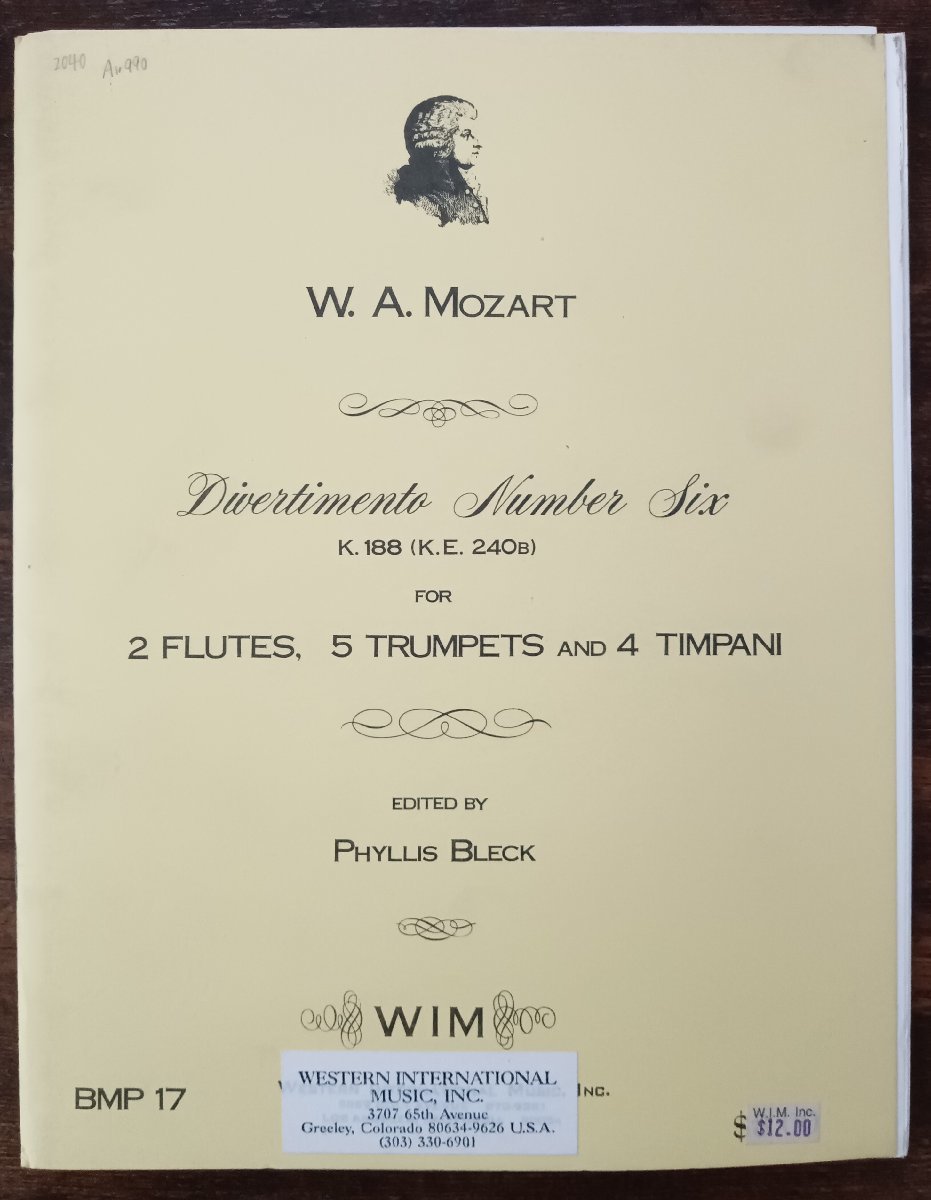 2040 Au990
W. A. MOZART
Divertimento Number Six
K. 188 (K.E. 240B)
FOR
2 FLUTES, 5 TRUMPETS AND 4 TIMPANI
EDITED BY
PHYLLIS BLECK
WIM
INC.
WESTERN INTERNATIONAL
MUSIC, INC.
3707 65th Avenue
Greeley, Colorado 80634-9626 U.S.A.
(303) 330-6901
BMP 17
$ W.I.M. Inc.
$12.00